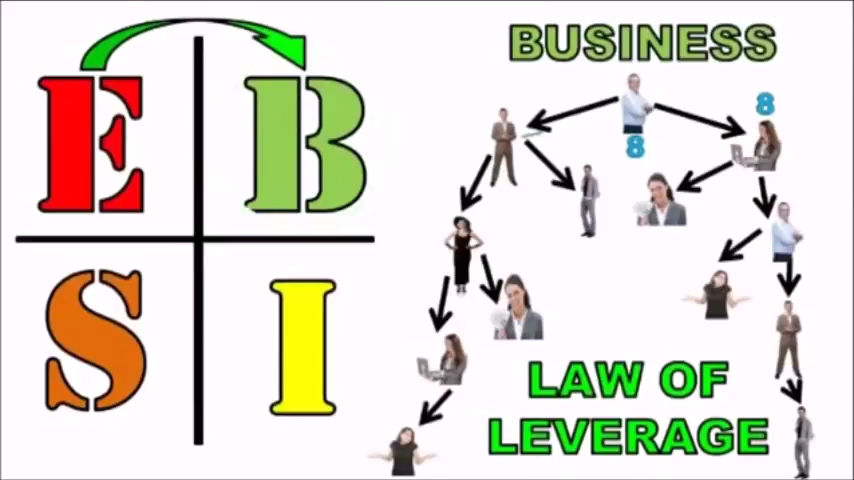 E B
S I
BUSINESS
8
8
LAW OF
LEVERAGE